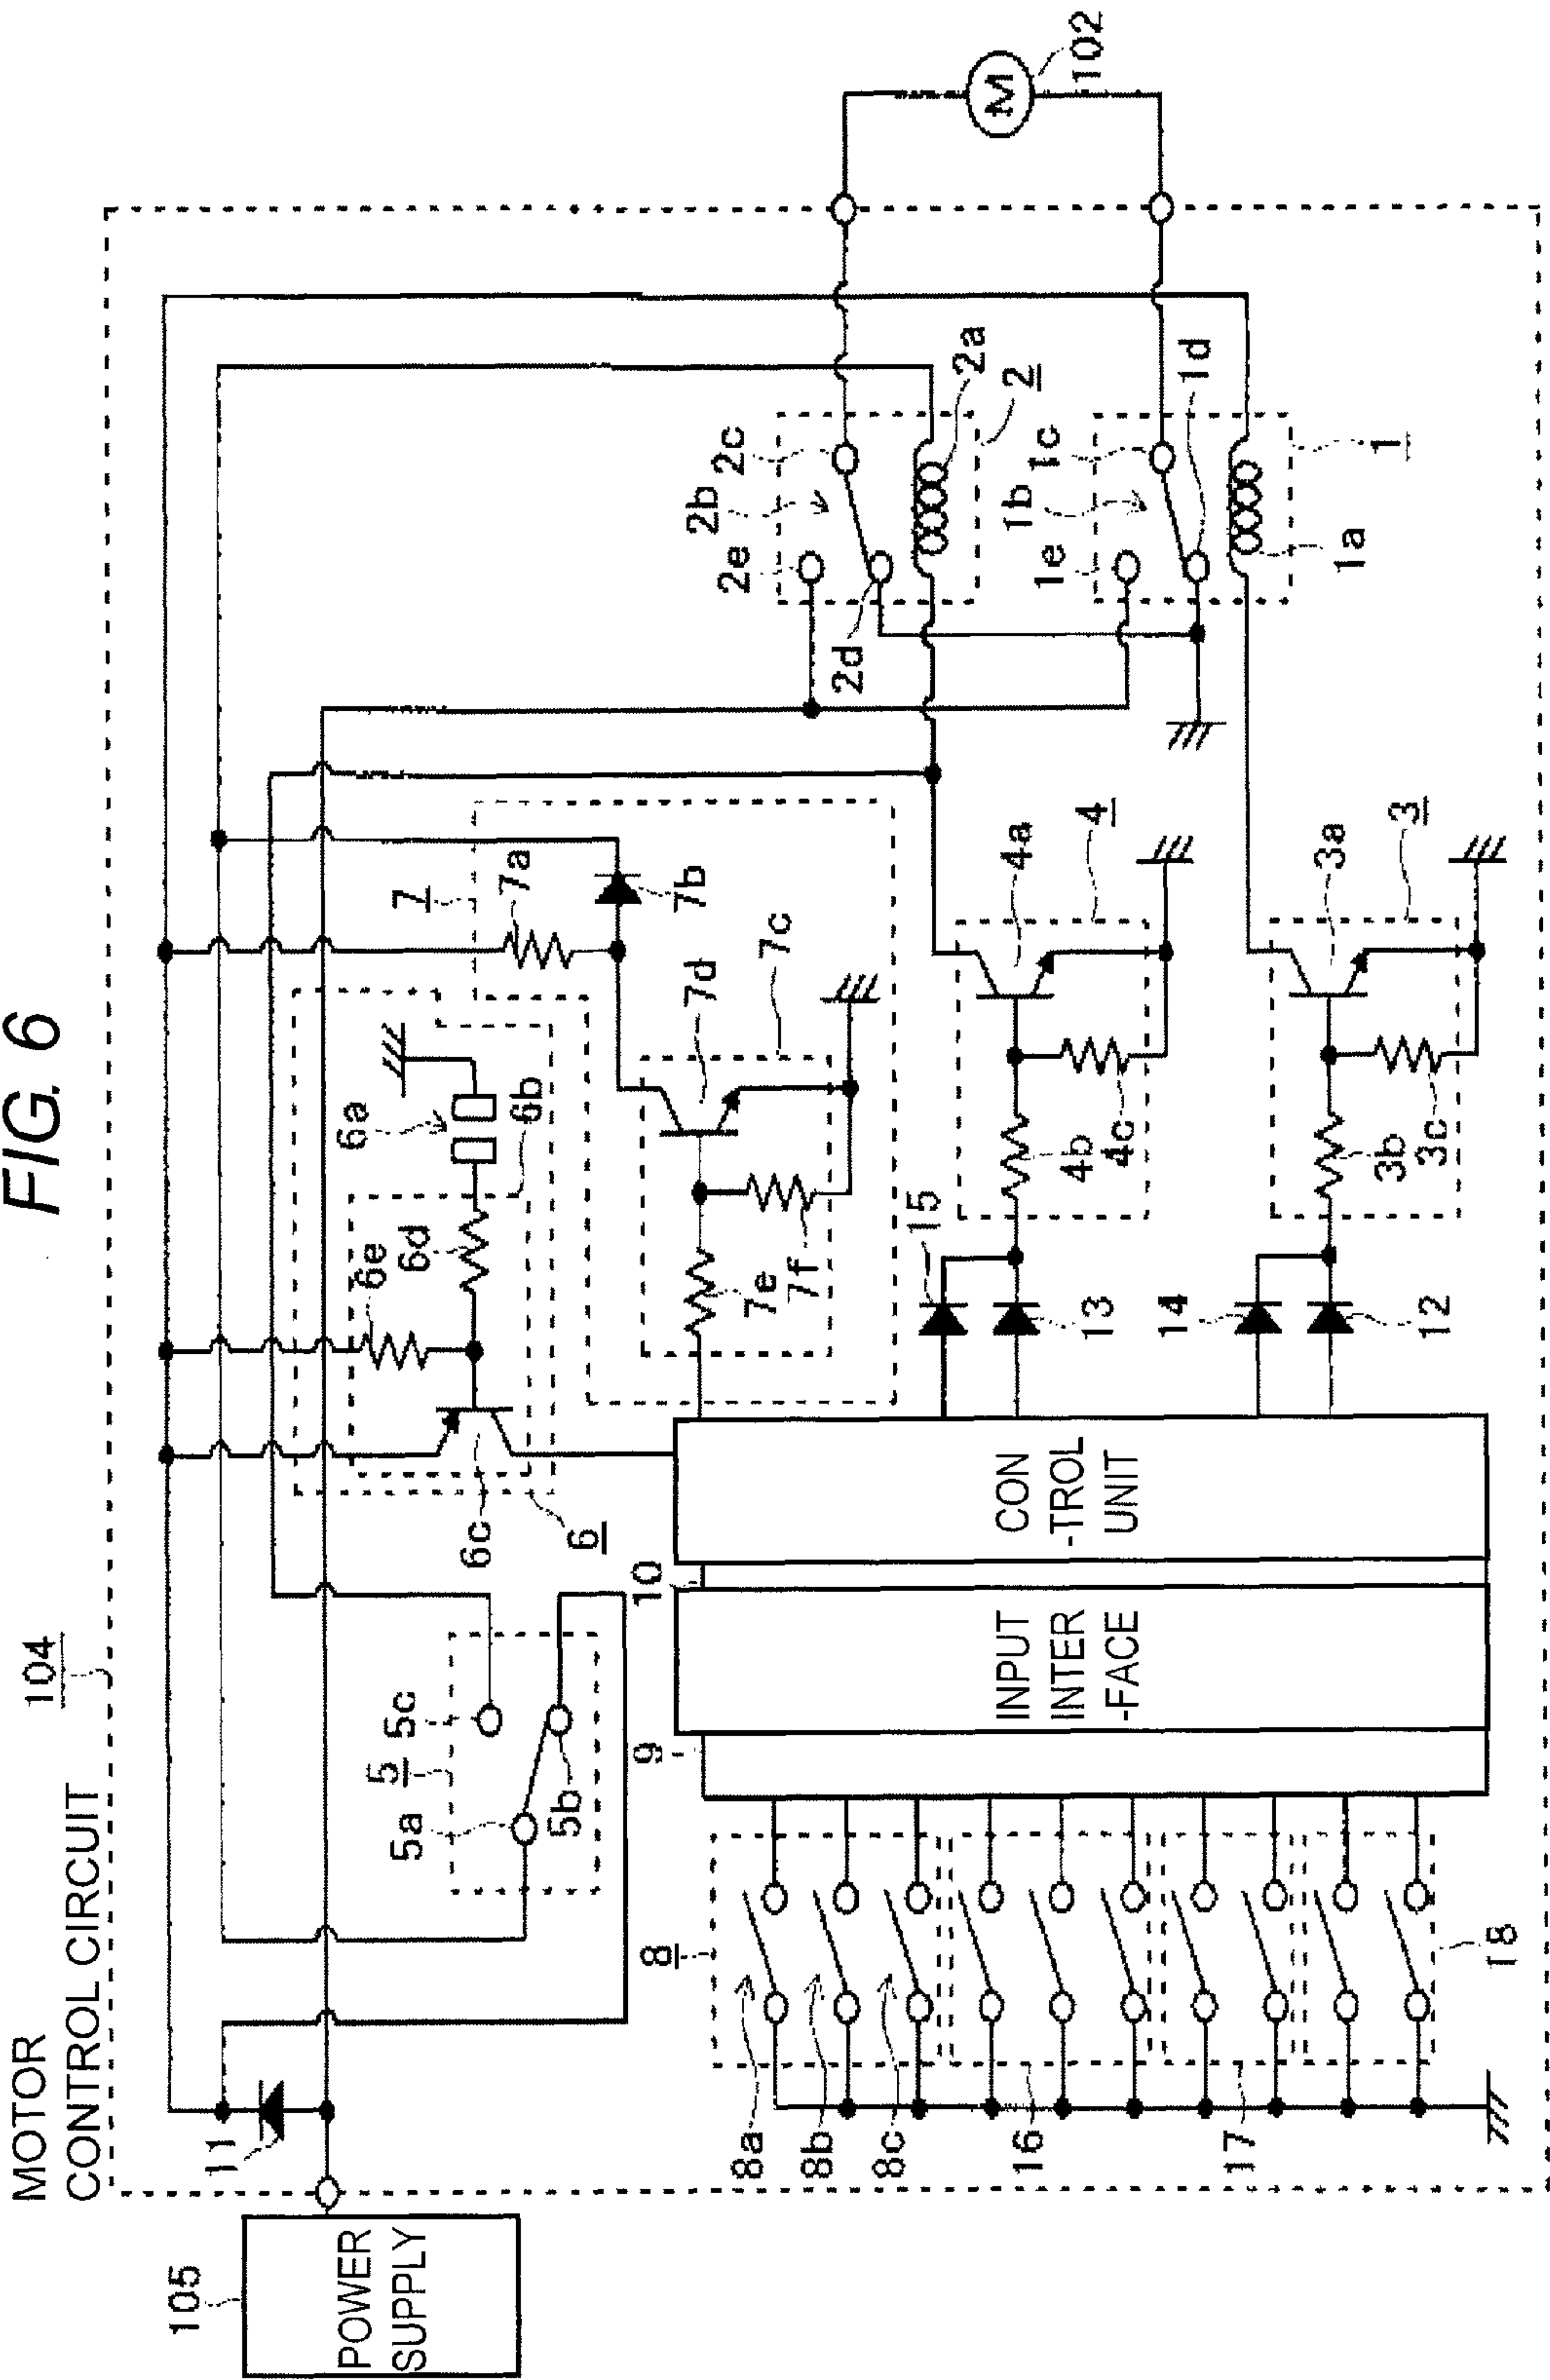 FIG. 6
MOTOR
CONTROL CIRCUIT
104
105
POWER
SUPPLY
11
5
5a
5b
5c
6
6a
6b
6c
6d
6e
7
7a
7b
7c
7d
7e
7f
8
8a
8b
8c
16
17
18
9
INPUT
INTER
-FACE
10
CON
-TROL
UNIT
15
13
14
12
4
4a
4b
4c
3
3a
3b
3c
2
2a
2b
2c
2d
2e
1
1a
1b
1c
1d
1e
M
102